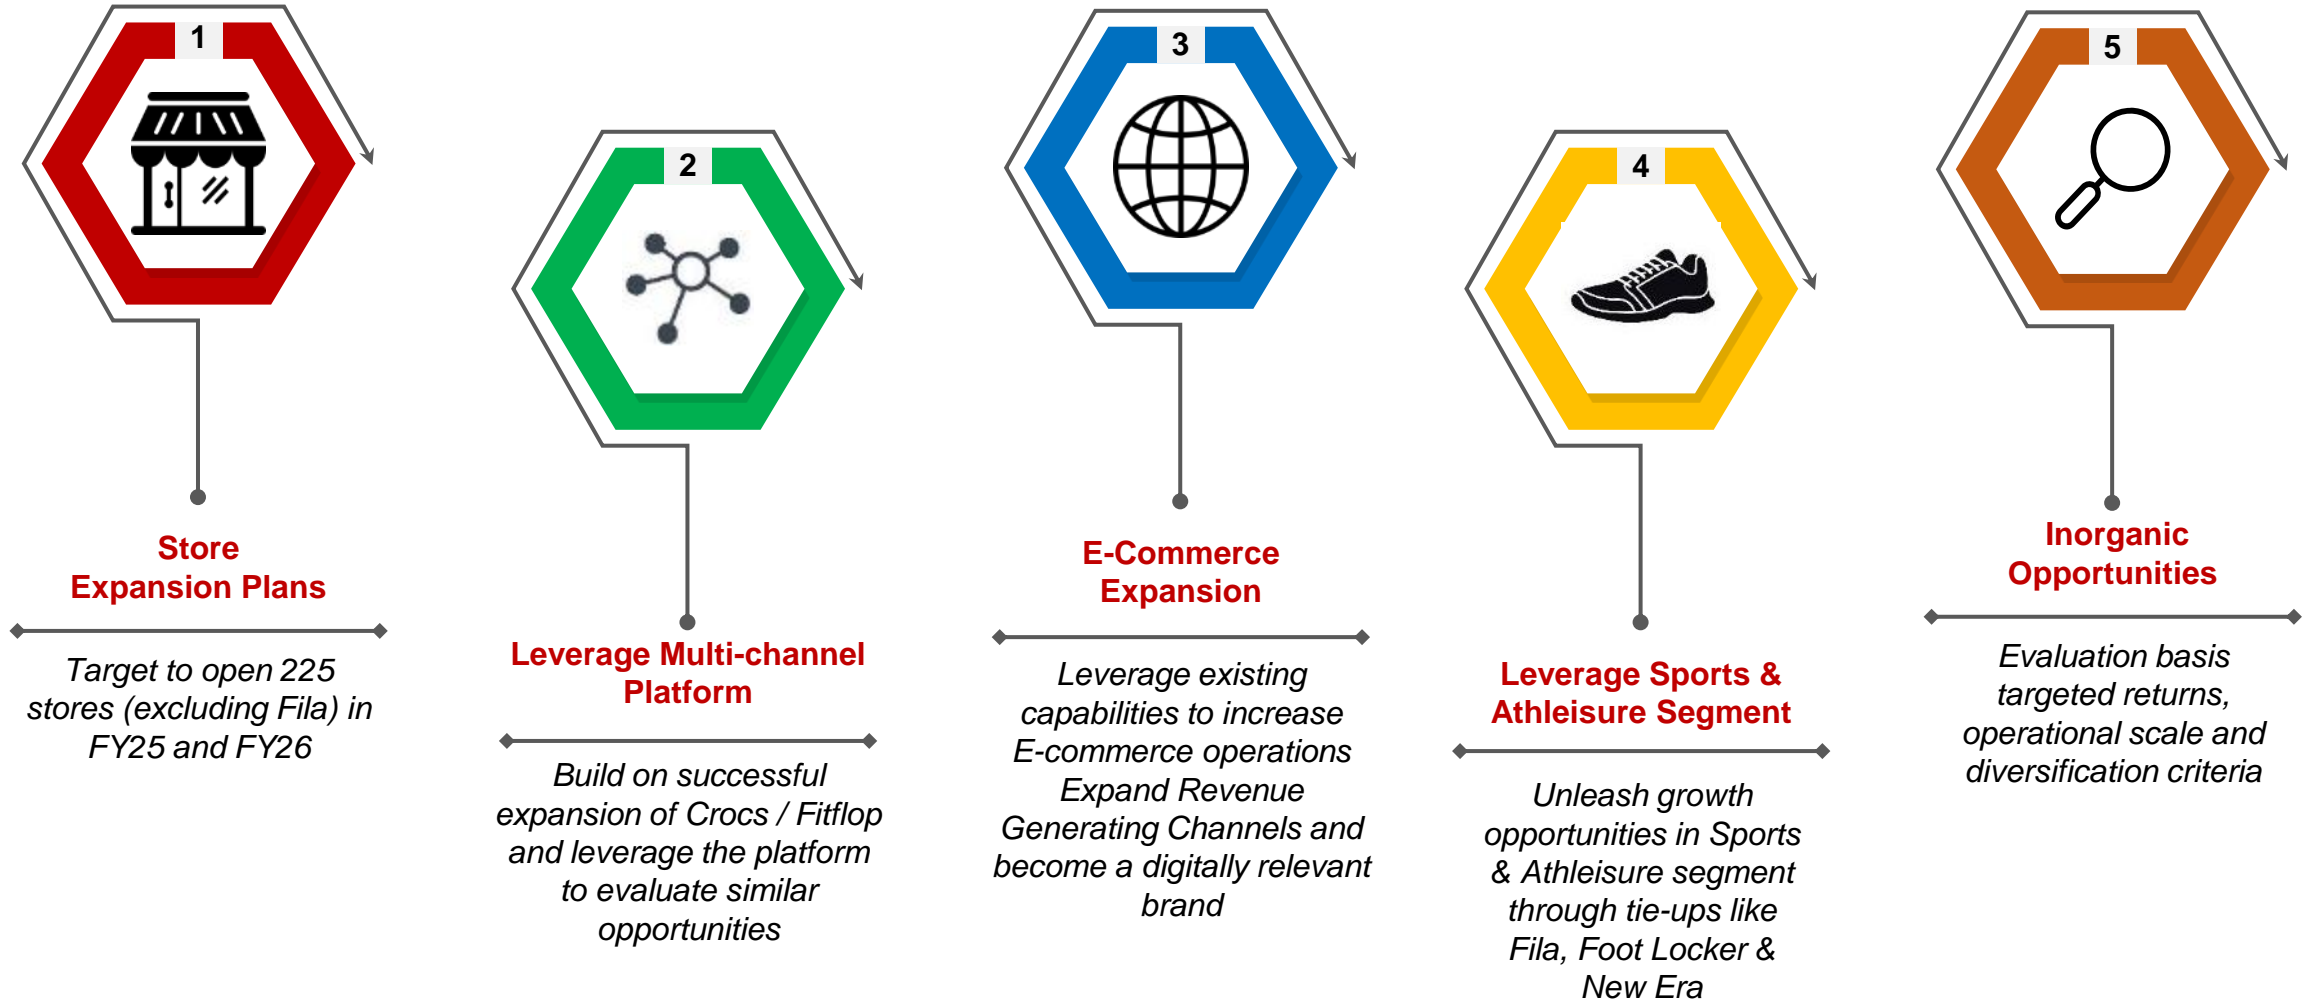 1
Store
Expansion Plans
Target to open 225
stores (excluding Fila) in
FY25 and FY26
2
Leverage Multi-channel
Platform
Build on successful
expansion of Crocs / Fitflop
and leverage the platform
to evaluate similar
opportunities
3
E-Commerce
Expansion
Leverage existing
capabilities to increase
E-commerce operations
Expand Revenue
Generating Channels and
become a digitally relevant
brand
4
Leverage Sports &
Athleisure Segment
Unleash growth
opportunities in Sports
& Athleisure segment
through tie-ups like
Fila, Foot Locker &
New Era
5
Inorganic
Opportunities
Evaluation basis
targeted returns,
operational scale and
diversification criteria